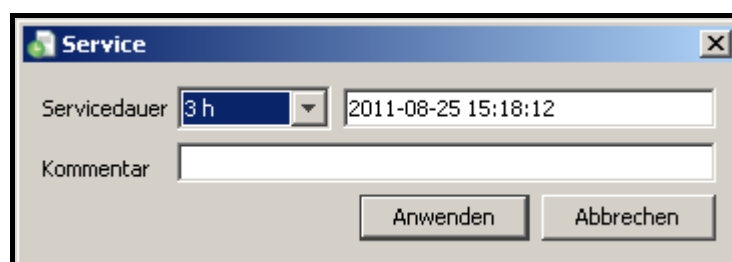 Service
Servicedauer 3 h 2011-08-25 15:18:12
Kommentar
Anwenden Abbrechen